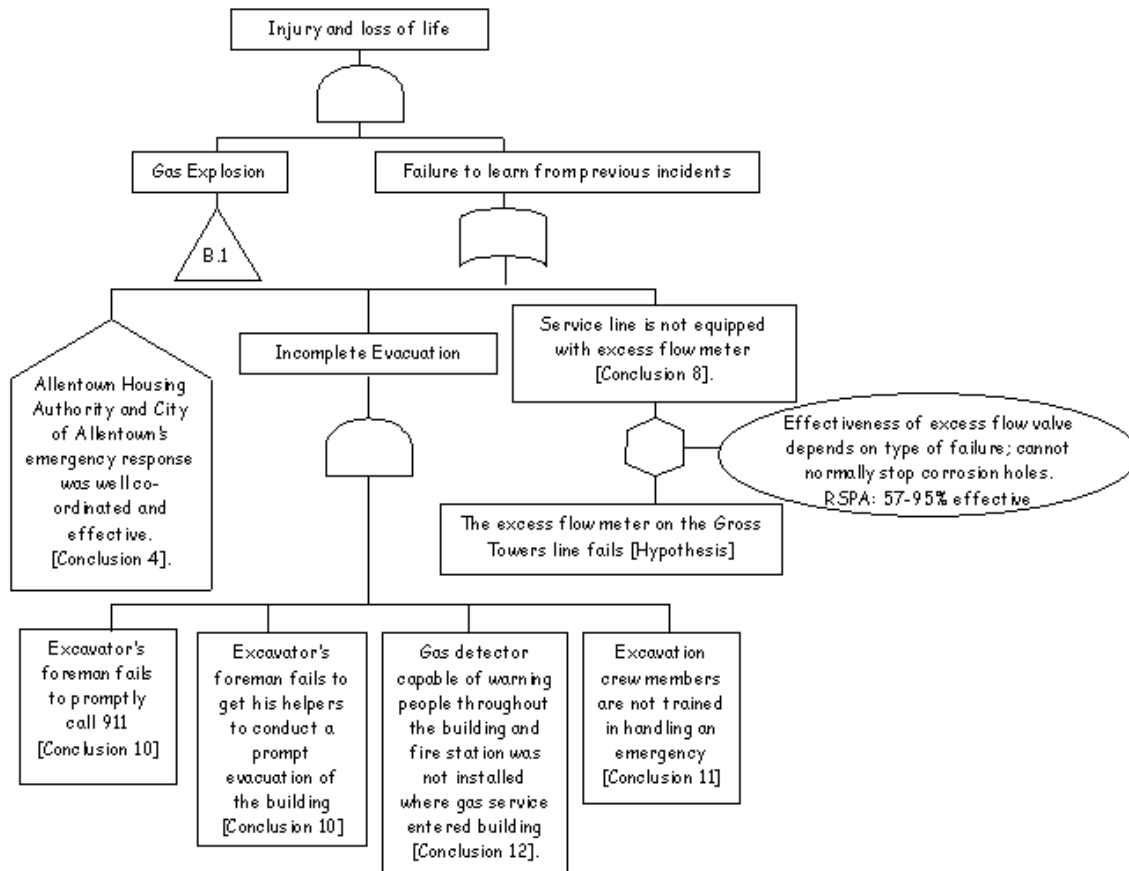 Injury and loss of life
Gas Explosion
Failure to learn from previous incidents
B.1
Allentown Housing
Authority and City
of Allentown's
emergency response
was well co-
ordinated and
effective.
[Conclusion 4].
Incomplete Evacuation
Service line is not equipped
with excess flow meter
[Conclusion 8].
Effectiveness of excess flow valve
depends on type of failure; cannot
normally stop corrosion holes.
RSPA: 57-95% effective
The excess flow meter on the Gross
Towers line fails [Hypothesis]
Excavator's
foreman fails
to promptly
call 911
[Conclusion 10]
Excavator's
foreman fails to
get his helpers
to conduct a
prompt
evacuation of
the building
[Conclusion 10]
Gas detector
capable of warning
people throughout
the building and
fire station was
not installed
where gas service
entered building
[Conclusion 12].
Excavation
crew members
are not trained
in handling an
emergency
[Conclusion 11]